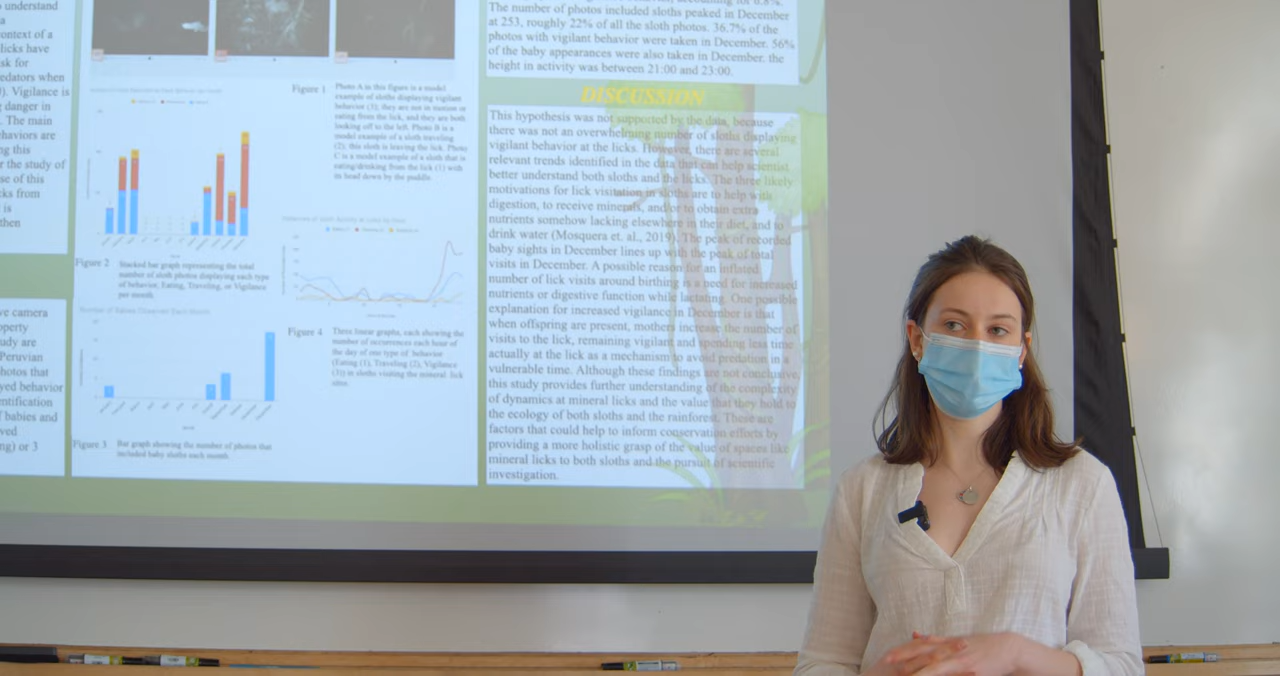 understand
a
context of a
licks have
sk for
edators when
). Vigilance is
danger in
. The main
haviors are
ng this
r the study of
se of this
cks from
is
then
ve camera
operty
udy are
Peruvian
hotos that
yed behavior
entification
f babies and
ved
ng) or 3
Figure 1
Photo A in this figure is a model
example of sloths displaying vigilant
behavior (3); they are not in motion or
eating from the lick, and they are both
looking off to the left. Photo B is a
model example of a sloth traveling
(2); this sloth is leaving the lick. Photo
C is a model example of a sloth that is
eating/drinking from the lick (1) with
its head down by the puddle.
Figure 2
Stacked bar graph representing the total
number of sloth photos displaying each type
of behavior: Eating, Traveling, or Vigilance
per month.
Number of Babies Observed Each Month
Figure 3
Bar graph showing the number of photos that
included baby sloths each month.
Figure 4
Three linear graphs, each showing the
number of occurrences each hour of
the day of one type of behavior
(Eating (1), Traveling (2), Vigilance
(3)) in sloths visiting the mineral lick
sites.
The number of photos included sloths peaked in December
at 253, roughly 22% of all the sloth photos. 36.7% of the
photos with vigilant behavior were taken in December. 56%
of the baby appearances were also taken in December. the
height in activity was between 21:00 and 23:00.
DISCUSSION
This hypothesis was not supported by the data, because
there was not an overwhelming number of sloths displaying
vigilant behavior at the licks. However, there are several
relevant trends identified in the data that can help scientist
better understand both sloths and the licks. The three likely
motivations for lick visitation in sloths are to help with
digestion, to receive minerals, and/or to obtain extra
nutrients somehow lacking elsewhere in their diet, and to
drink water (Mosquera et. al., 2019). The peak of recorded
baby sights in December lines up with the peak of total
visits in December. A possible reason for an inflated
number of lick visits around birthing is a need for increased
nutrients or digestive function while lactating. One possible
explanation for increased vigilance in December is that
when offspring are present, mothers increase the number of
visits to the lick, remaining vigilant and spending less time
actually at the lick as a mechanism to avoid predation in a
vulnerable time. Although these findings are not conclusive,
this study provides further understanding of the complexity
of dynamics at mineral licks and the value that they hold to
the ecology of both sloths and the rainforest. These are
factors that could help to inform conservation efforts by
providing a more holistic grasp of the value of spaces like
mineral licks to both sloths and the pursuit of scientific
investigation.